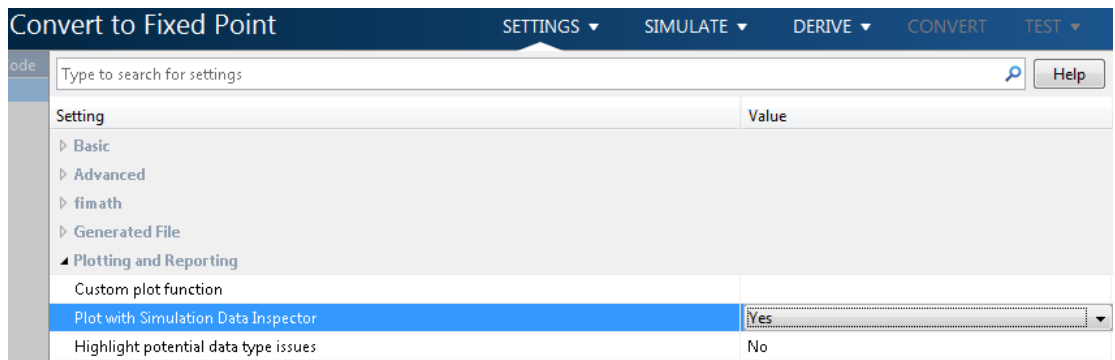 Convert to Fixed Point SETTINGS ▼ SIMULATE ▼ DERIVE ▼ CONVERT TEST ▼
ode
Type to search for settings Help
Setting Value
Basic
Advanced
fimath
Generated File
Plotting and Reporting
Custom plot function
Plot with Simulation Data Inspector Yes
Highlight potential data type issues No